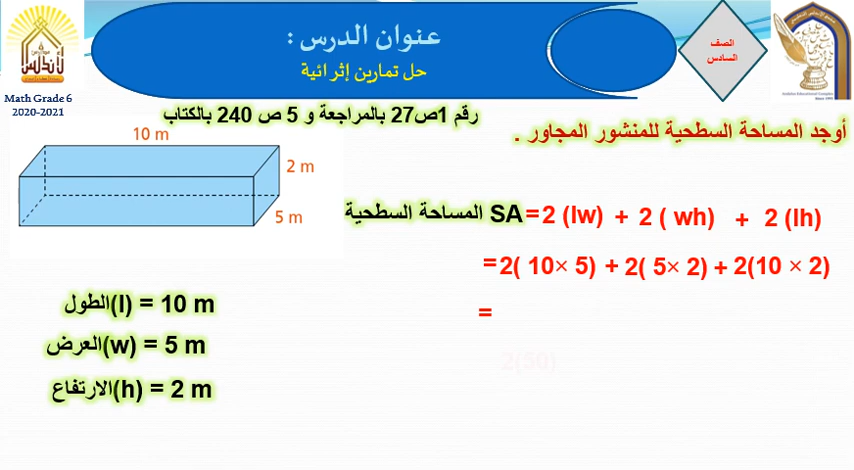 عنوان الدرس :
حل تمارين إثرائية
الصف
السادس
Math Grade 6
2020-2021
رقم 1ص27 بالمراجعة و 5 ص 240 بالكتاب
أوجد المساحة السطحية للمنشور المجاور .
10 m
2 m
5 m
المساحة السطحية SA = 2 (lw) + 2 ( wh) + 2 (lh)
= 2( 10× 5) + 2( 5× 2) + 2(10 × 2)
=
2(50)
الطول(l) = 10 m
العرض(w) = 5 m
الارتفاع(h) = 2 m